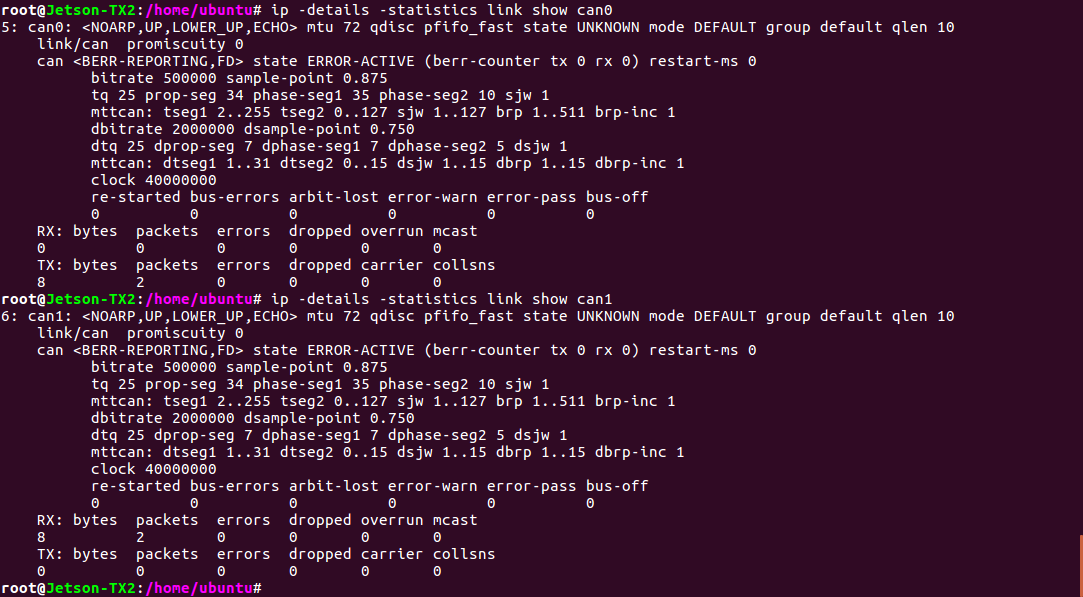 root@Jetson-TX2:/home/ubuntu# ip -details -statistics link show can0
5: can0: <NOARP,UP,LOWER_UP,ECHO> mtu 72 qdisc pfifo_fast state UNKNOWN mode DEFAULT group default qlen 10
    link/can  promiscuity 0
    can <BERR-REPORTING,FD> state ERROR-ACTIVE (berr-counter tx 0 rx 0) restart-ms 0
          bitrate 500000 sample-point 0.875
          tq 25 prop-seg 34 phase-seg1 35 phase-seg2 10 sjw 1
          mttcan: tseg1 2..255 tseg2 0..127 sjw 1..127 brp 1..511 brp-inc 1
          dbitrate 2000000 dsample-point 0.750
          dtq 25 dprop-seg 7 dphase-seg1 7 dphase-seg2 5 dsjw 1
          mttcan: dtseg1 1..31 dtseg2 0..15 dsjw 1..15 dbrp 1..15 dbrp-inc 1
          clock 40000000
          re-started bus-errors arbit-lost error-warn error-pass bus-off
          0          0          0          0          0          0
    RX: bytes  packets  errors  dropped overrun mcast
    0          0        0       0       0       0
    TX: bytes  packets  errors  dropped carrier collsns
    8          2        0       0       0       0
root@Jetson-TX2:/home/ubuntu# ip -details -statistics link show can1
6: can1: <NOARP,UP,LOWER_UP,ECHO> mtu 72 qdisc pfifo_fast state UNKNOWN mode DEFAULT group default qlen 10
    link/can  promiscuity 0
    can <BERR-REPORTING,FD> state ERROR-ACTIVE (berr-counter tx 0 rx 0) restart-ms 0
          bitrate 500000 sample-point 0.875
          tq 25 prop-seg 34 phase-seg1 35 phase-seg2 10 sjw 1
          mttcan: tseg1 2..255 tseg2 0..127 sjw 1..127 brp 1..511 brp-inc 1
          dbitrate 2000000 dsample-point 0.750
          dtq 25 dprop-seg 7 dphase-seg1 7 dphase-seg2 5 dsjw 1
          mttcan: dtseg1 1..31 dtseg2 0..15 dsjw 1..15 dbrp 1..15 dbrp-inc 1
          clock 40000000
          re-started bus-errors arbit-lost error-warn error-pass bus-off
          0          0          0          0          0          0
    RX: bytes  packets  errors  dropped overrun mcast
    8          2        0       0       0       0
    TX: bytes  packets  errors  dropped carrier collsns
    0          0        0       0       0       0
root@Jetson-TX2:/home/ubuntu#